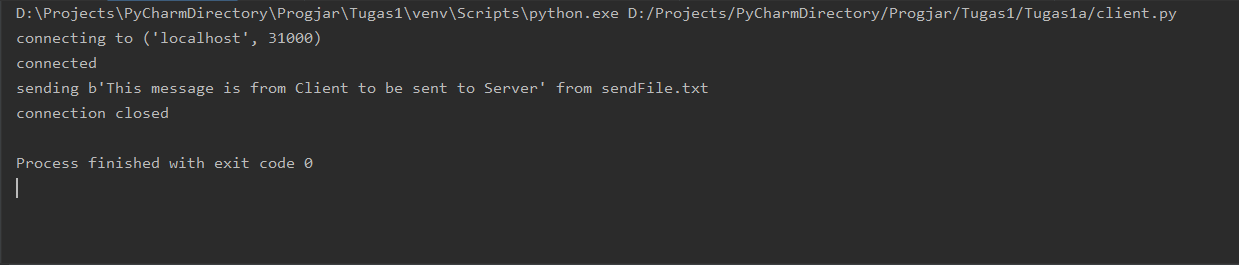 D:\Projects\PyCharmDirectory\Progjar\Tugas1\venv\Scripts\python.exe D:/Projects/PyCharmDirectory/Progjar/Tugas1/Tugas1a/client.py
connecting to ('localhost', 31000)
connected
sending b'This message is from Client to be sent to Server' from sendFile.txt
connection closed
Process finished with exit code 0